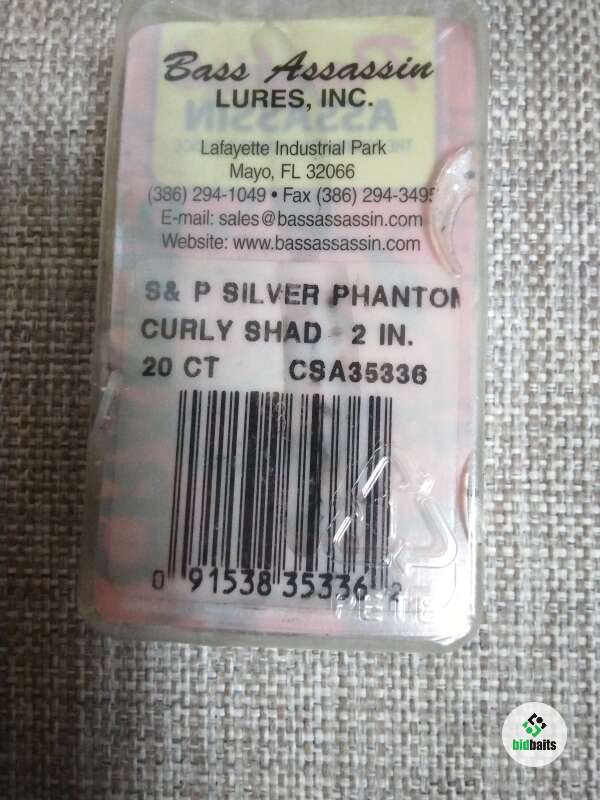 Bass Assassin
LURES, INC.
ASSASSIN
Lafayette Industrial Park
Mayo, FL 32066
(386) 294-1049 • Fax (386) 294-3495
E-mail: sales@bassassassin.com
Website: www.bassassassin.com
S& P SILVER PHANTOM
CURLY SHAD 2 IN.
20 CT CSA35336
0 91538 35336 2
PETE
bidbaits